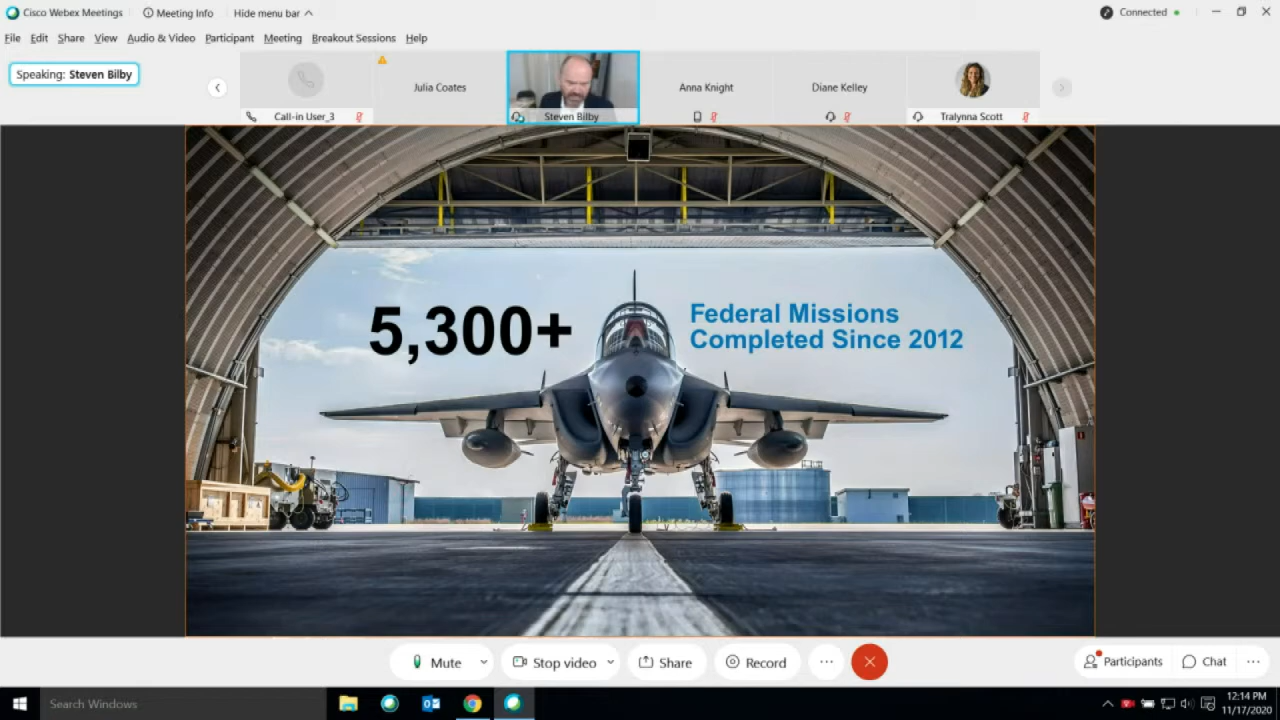 Cisco Webex Meetings
Meeting Info
Hide menu bar
Connected
File Edit Share View Audio & Video Participant Meeting Breakout Sessions Help
Speaking: Steven Bilby
Julia Coates
Anna Knight
Diane Kelley
Call-in User_3
Steven Bilby
Tralynna Scott
5,300+
Federal Missions
Completed Since 2012
Mute
Stop video
Share
Record
Participants
Chat
Search Windows
12:14 PM
11/17/2020